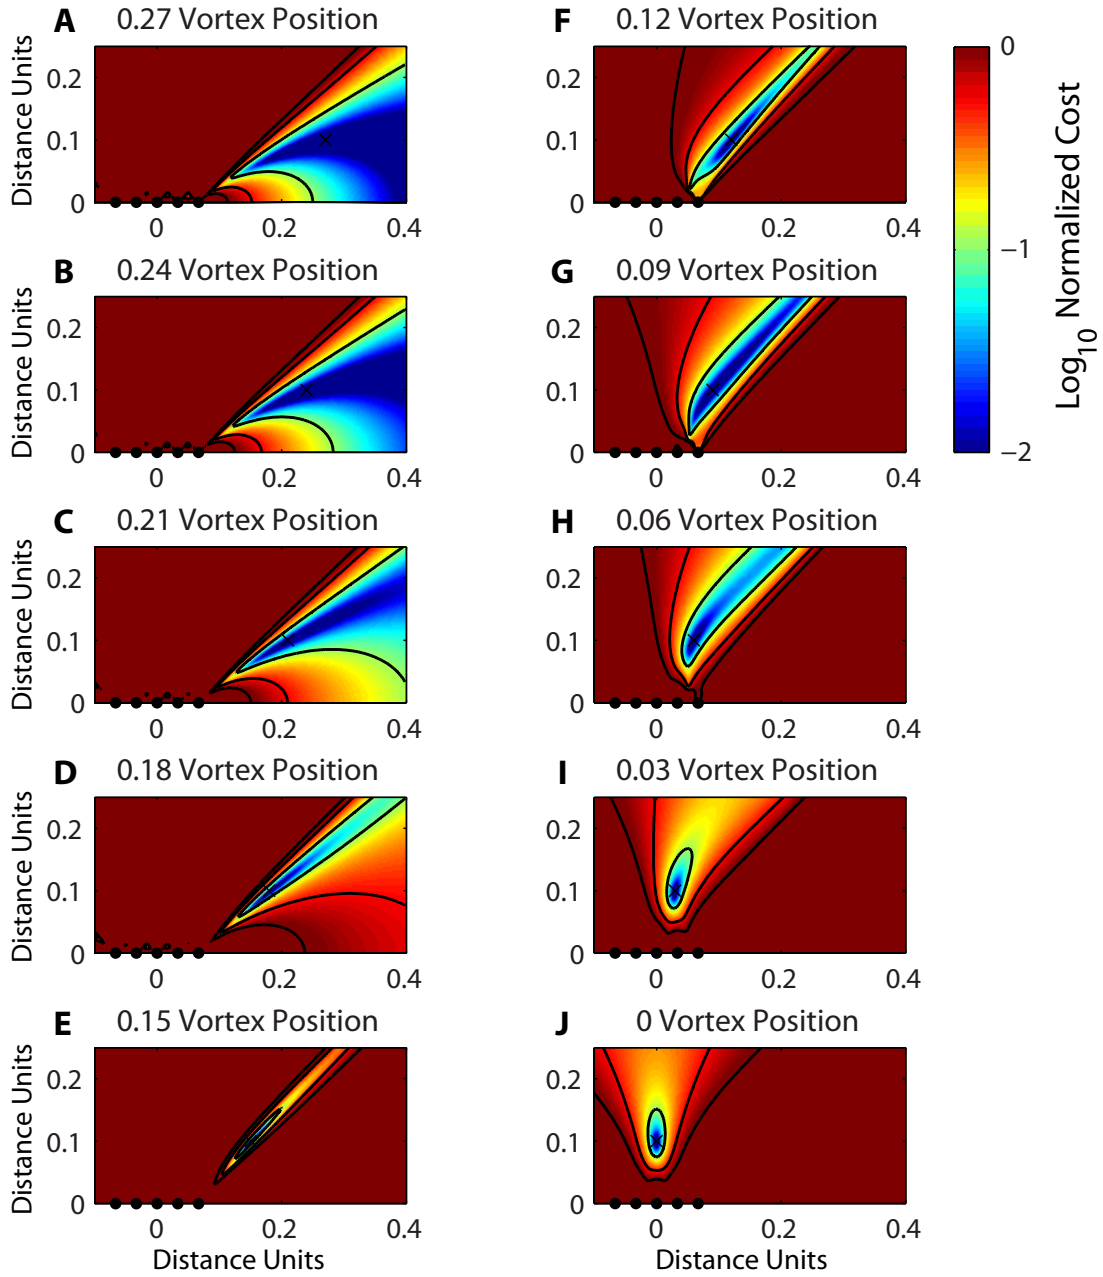 A 0.27 Vortex Position
Distance Units
0.2
0.1
0
0 0.2 0.4
B 0.24 Vortex Position
Distance Units
0.2
0.1
0
0 0.2 0.4
C 0.21 Vortex Position
Distance Units
0.2
0.1
0
0 0.2 0.4
D 0.18 Vortex Position
Distance Units
0.2
0.1
0
0 0.2 0.4
E 0.15 Vortex Position
Distance Units
0.2
0.1
0
0 0.2 0.4
Distance Units
F 0.12 Vortex Position
0.2
0.1
0
0 0.2 0.4
G 0.09 Vortex Position
0.2
0.1
0
0 0.2 0.4
H 0.06 Vortex Position
0.2
0.1
0
0 0.2 0.4
I 0.03 Vortex Position
0.2
0.1
0
0 0.2 0.4
J 0 Vortex Position
0.2
0.1
0
0 0.2 0.4
Distance Units
0
−1
−2
Log10 Normalized Cost